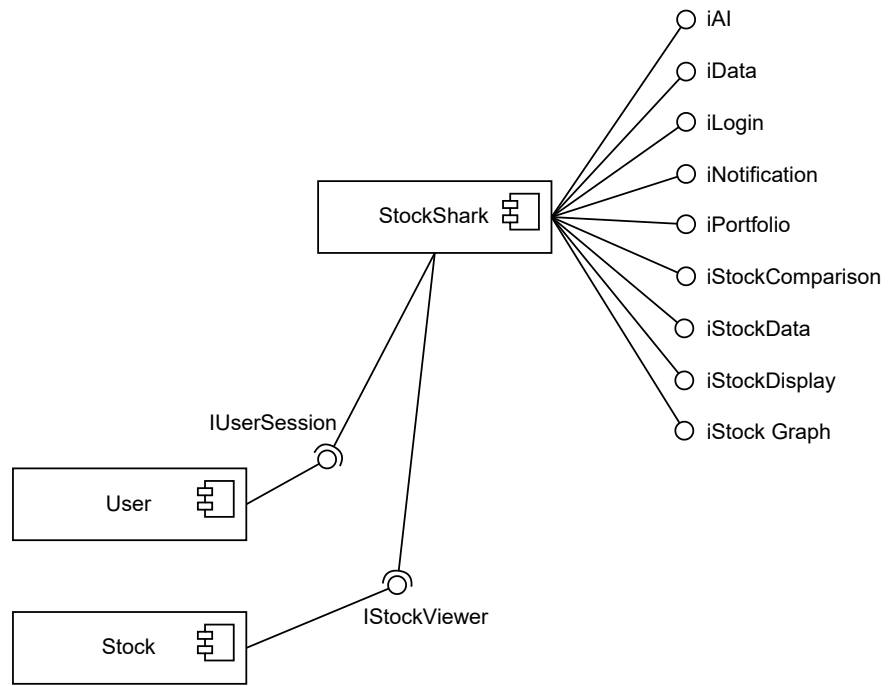 iAI
iData
iLogin
iNotification
StockShark
iPortfolio
iStockComparison
iStockData
iStockDisplay
IUserSession
iStock Graph
User
IStockViewer
Stock